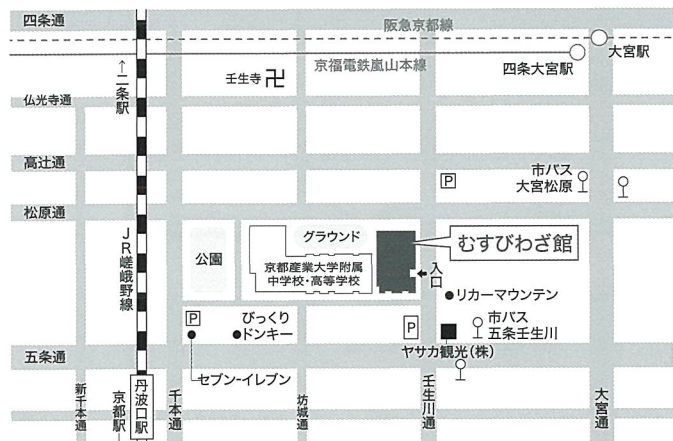 四条通
阪急京都線
大宮駅
京福電鉄嵐山本線
四条大宮駅
↑二条駅
壬生寺卍
仏光寺通
高辻通
P
市バス
大宮松原
松原通
JR嵯峨野線
公園
グラウンド
京都産業大学附属
中学校・高等学校
むすびわざ館
入口
リカーマウンテン
P
びっくり
ドンキー
P
市バス
五条壬生川
五条通
ヤサカ観光(株)
セブン-イレブン
新千本通
京都駅
丹波口駅
千本通
坊城通
壬生川通
大宮通